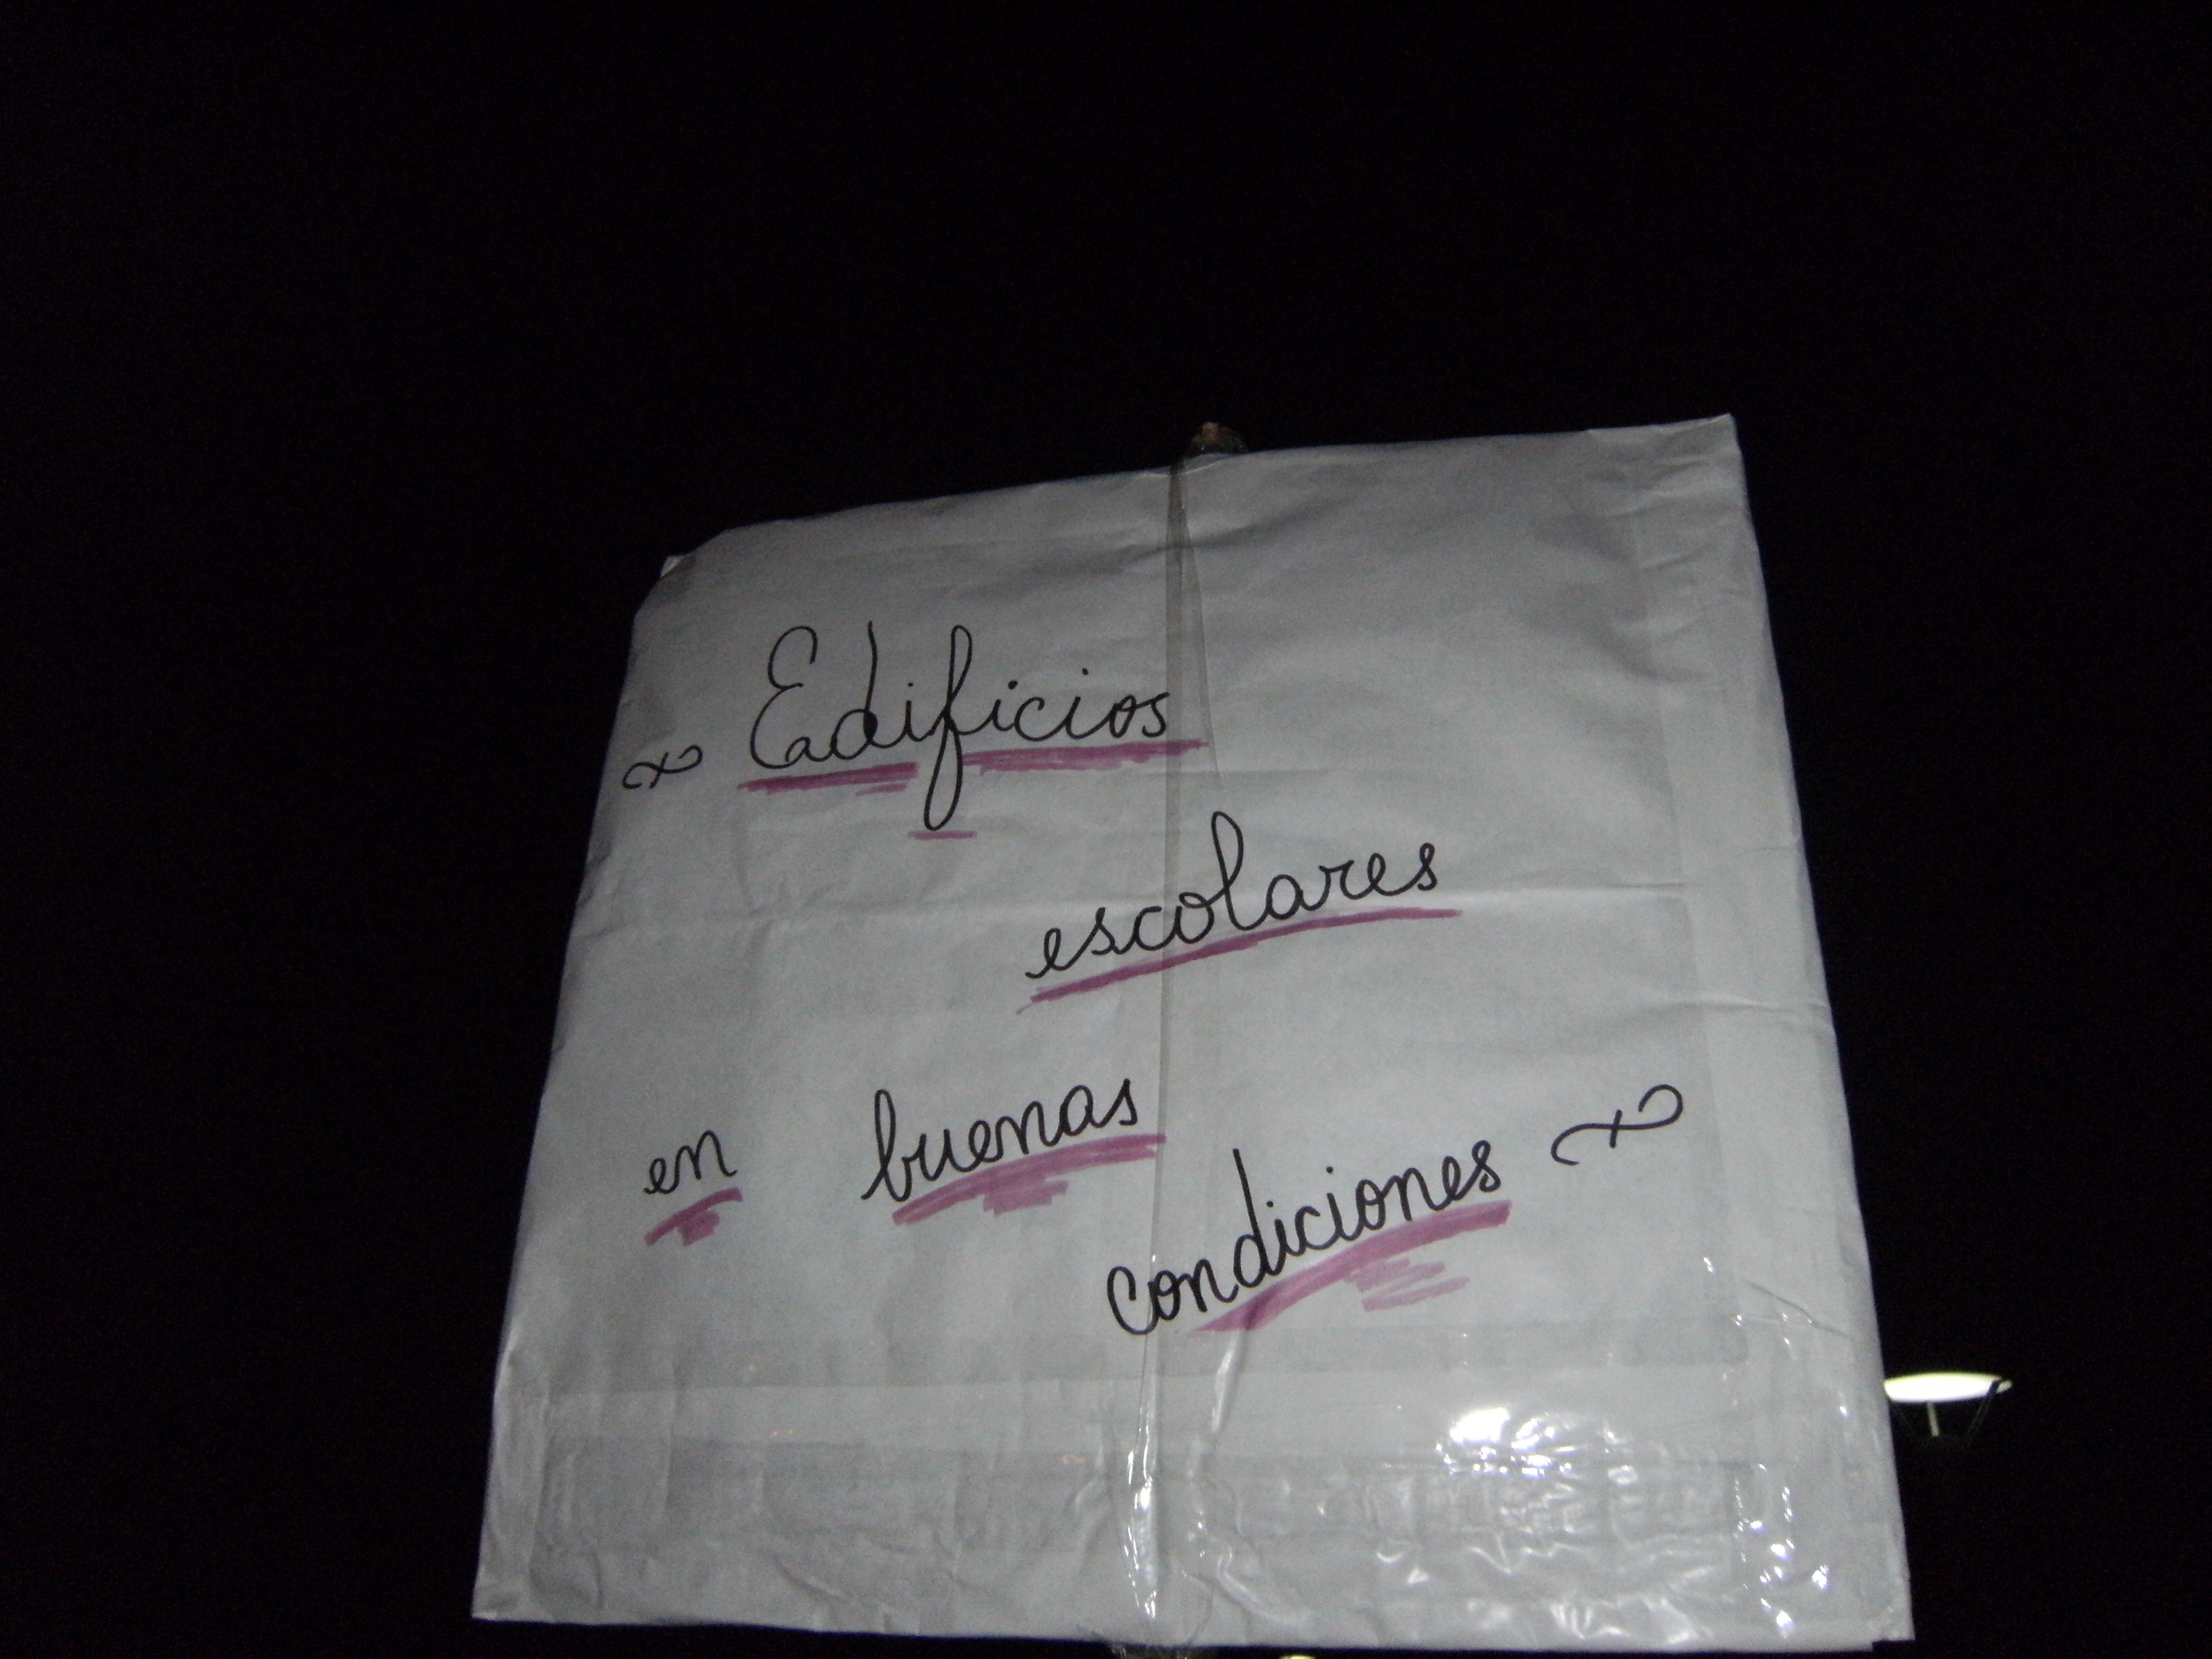 Edificios
escolares
en buenas
condiciones